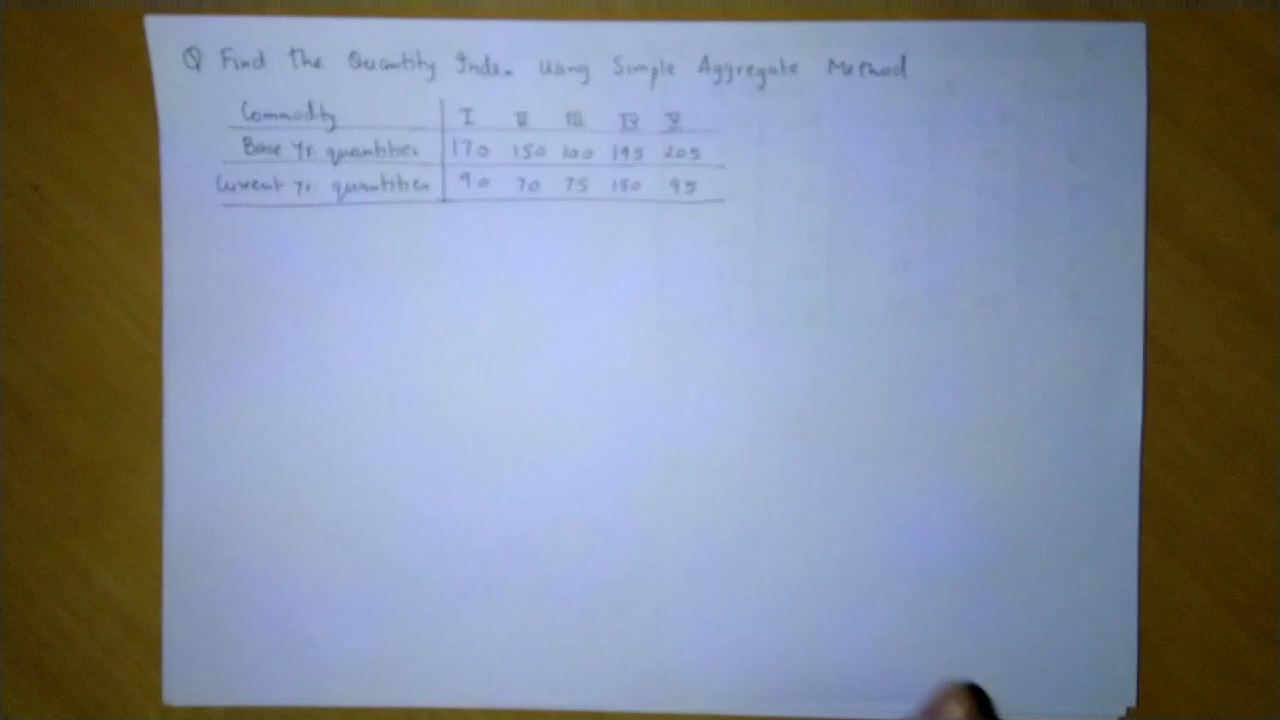 Q Find the Quantity Index using Simple Aggregate Method
Commodity I II III IV V
Base Yr. quantities 170 150 100 195 205
Current Yr quantities 90 70 75 150 95